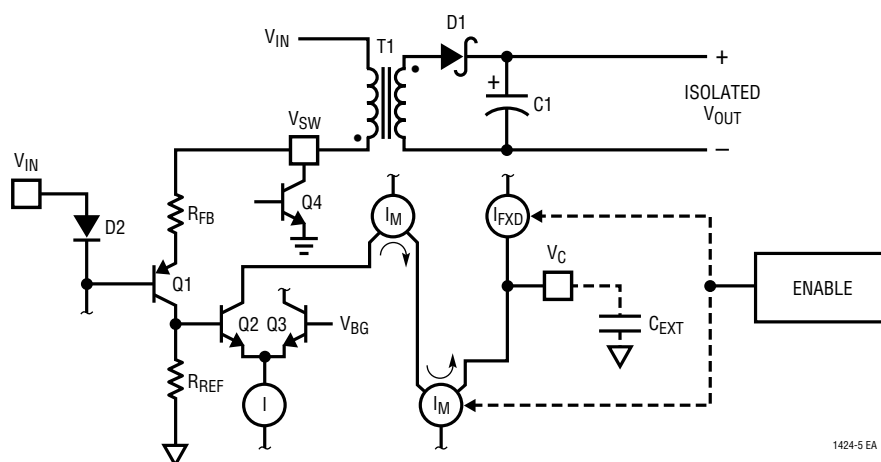 D1
T1
VIN
+
+
C1
ISOLATED
VOUT
−
VSW
VIN
RFB
Q4
IM
IFXD
D2
VC
ENABLE
Q1
Q2
Q3
VBG
CEXT
RREF
I
IM
1424-5 EA